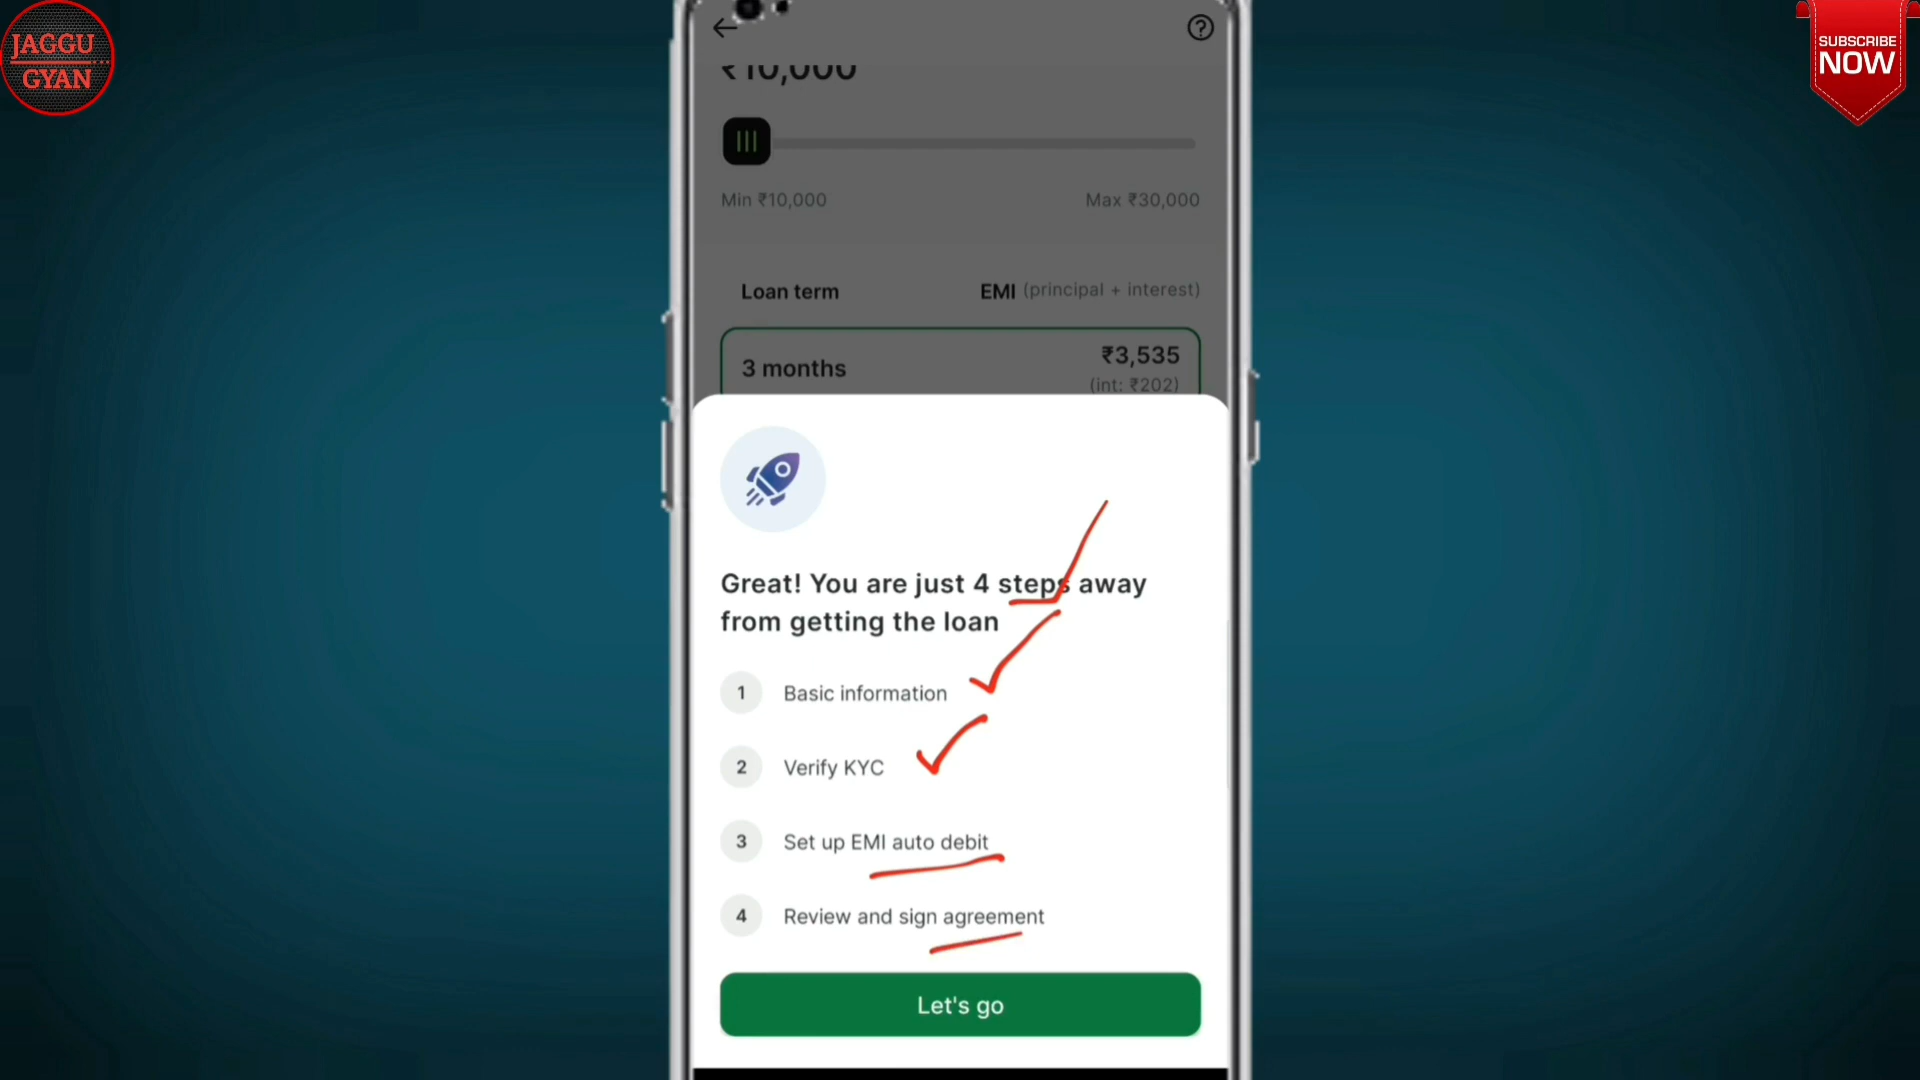 JAGGU
GYAN
SUBSCRIBE
NOW
₹10,000
Min ₹10,000
Max ₹30,000
Loan term
EMI (principal + interest)
3 months
₹3,535
(int: ₹202)
Great! You are just 4 steps away
from getting the loan
1 Basic information
2 Verify KYC
3 Set up EMI auto debit
4 Review and sign agreement
Let's go